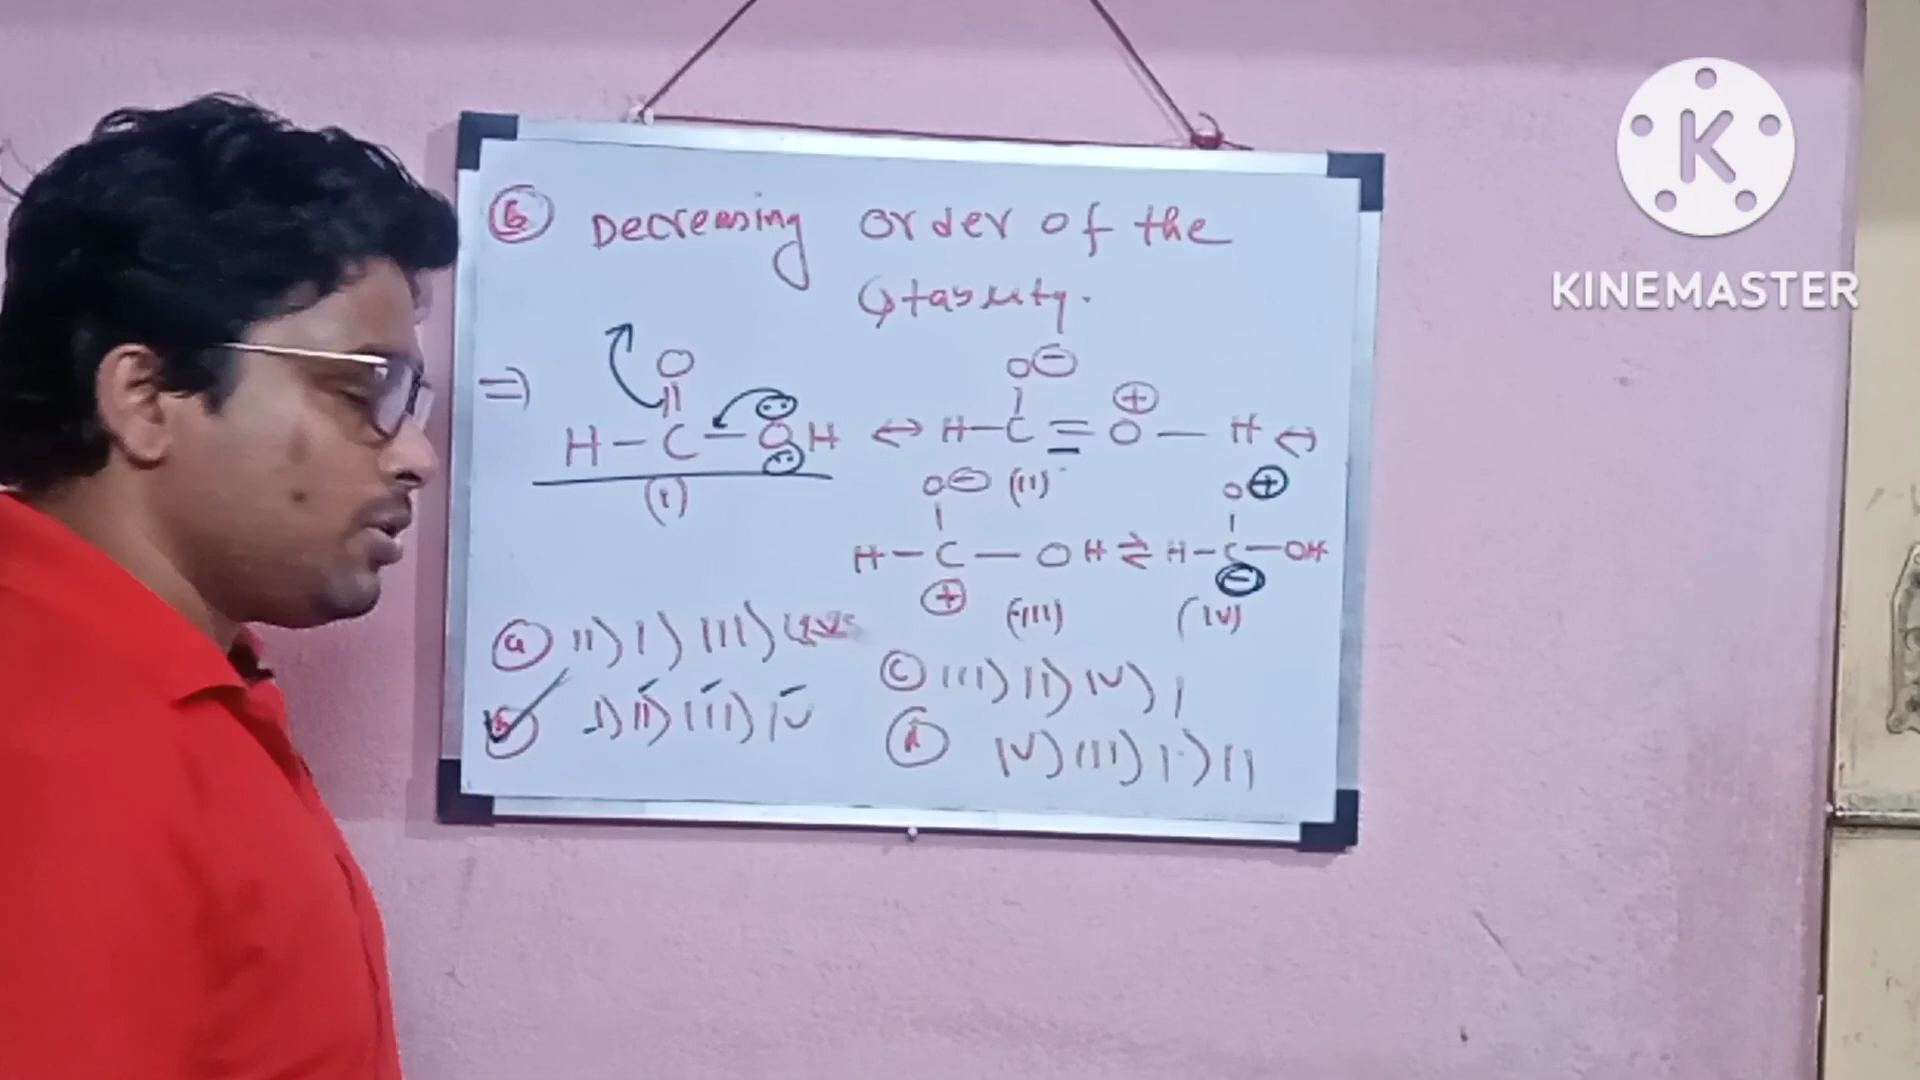 6 Decreasing order of the
Stability.
⇒
O
H – C – OH ↔ H – C = O – H ↔
(I)
O⊖
⊕
(II)
O⊖
H – C – OH ⇌ H – C – OH
⊕
(III)
O⊕
⊖
(IV)
(a) II > I > III > IV
(b) I > II > III > IV
(c) III > II > IV > I
(d) IV > III > I > II
K
KINEMASTER